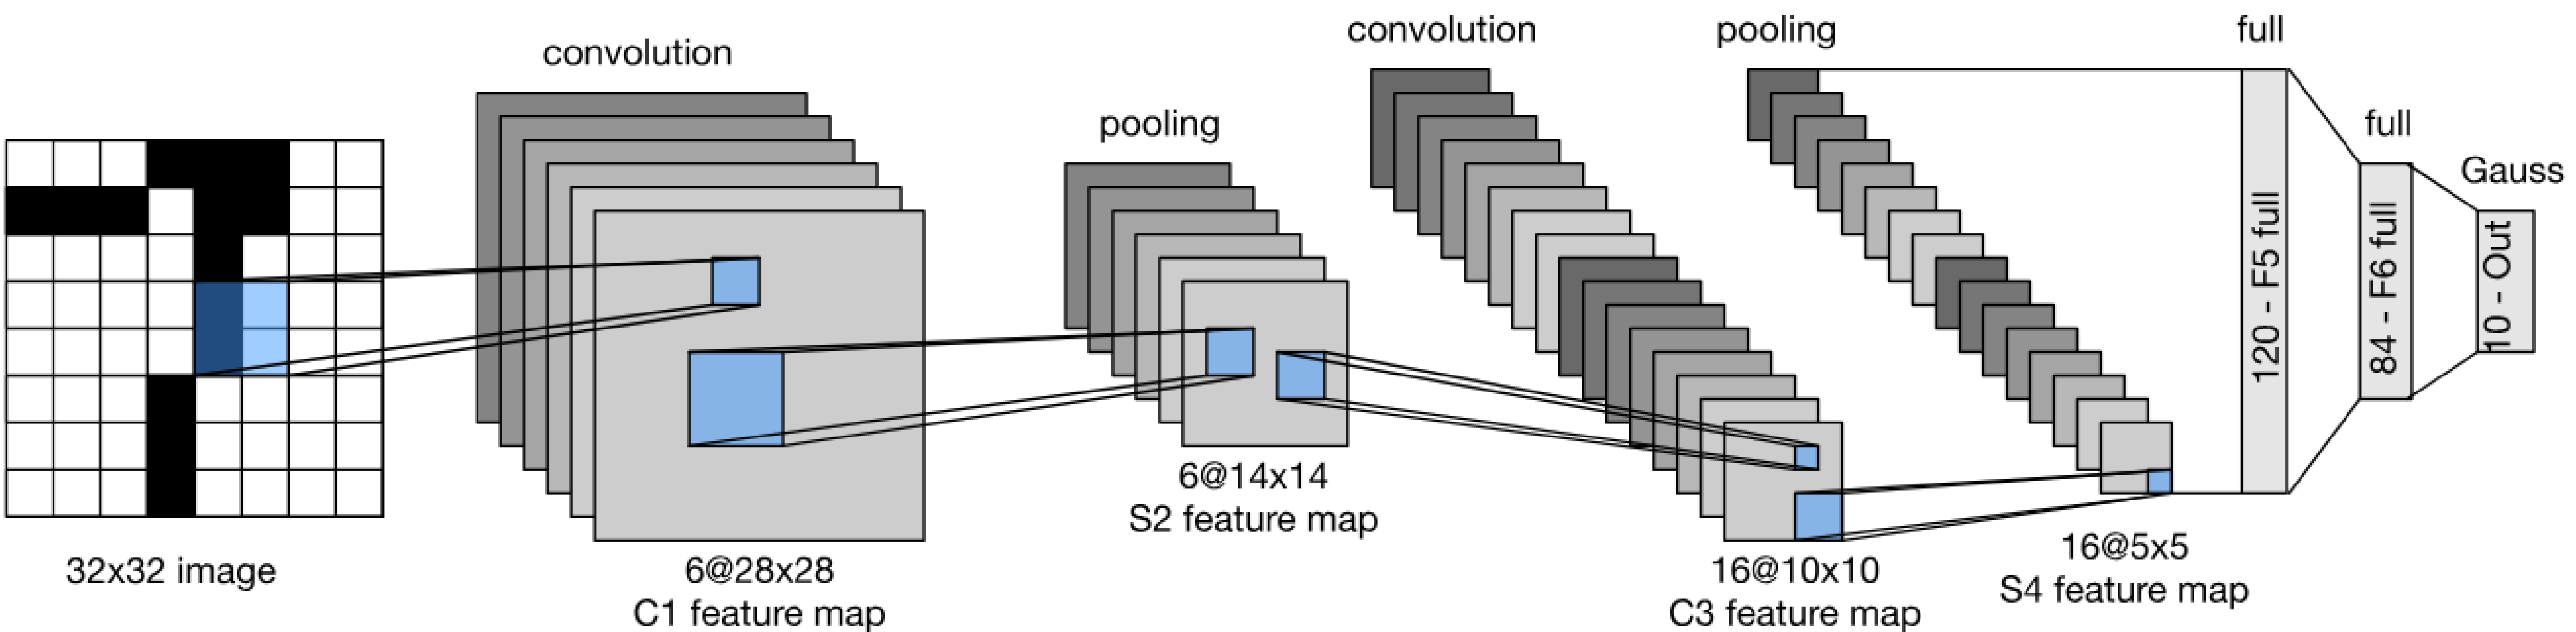 convolution
pooling
convolution
pooling
full
full
Gauss
32x32 image
6@28x28
C1 feature map
6@14x14
S2 feature map
16@10x10
C3 feature map
16@5x5
S4 feature map
120 - F5 full
84 - F6 full
10 - Out